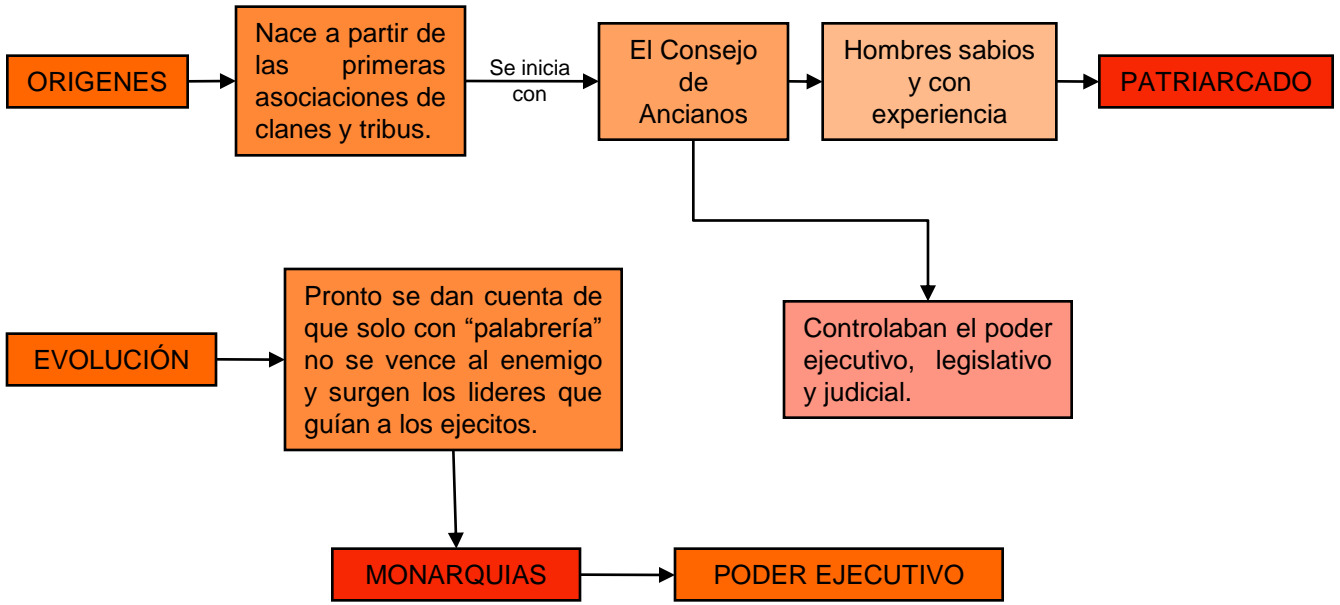 ORIGENES
Nace a partir de
las primeras
asociaciones de
clanes y tribus.
Se inicia
con
El Consejo
de
Ancianos
Hombres sabios
y con
experiencia
PATRIARCADO
Controlaban el poder
ejecutivo, legislativo
y judicial.
EVOLUCIÓN
Pronto se dan cuenta de
que solo con “palabrería”
no se vence al enemigo
y surgen los lideres que
guían a los ejecitos.
MONARQUIAS
PODER EJECUTIVO